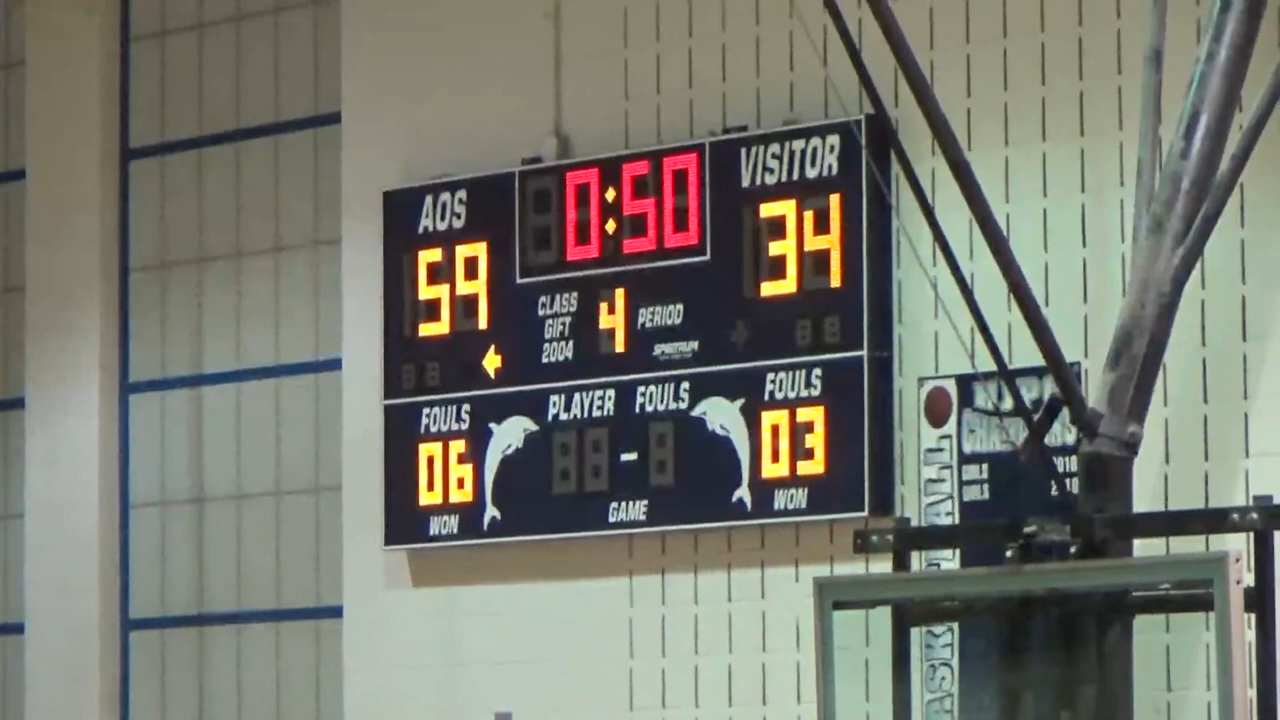 AOS
0:50
VISITOR
59
34
CLASS
GIFT
2004
4
PERIOD
SPECTRUM
FOULS
PLAYER FOULS
FOULS
06
-
03
WON
GAME
WON